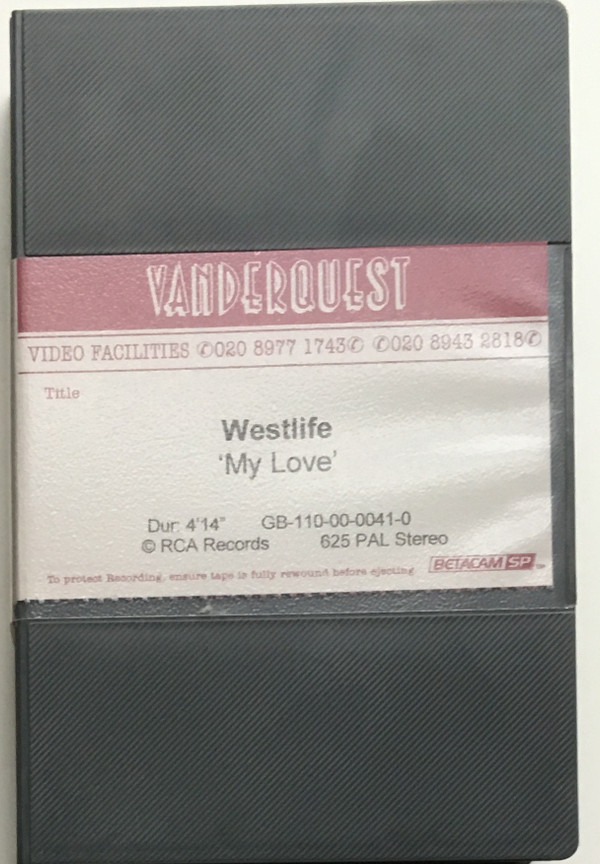 VANDERQUEST
VIDEO FACILITIES ✆020 8977 1743✆ ✆020 8943 2818✆
Title
Westlife
‘My Love’
Dur: 4'14" GB-110-00-0041-0
© RCA Records 625 PAL Stereo
BETACAM SP
To protect Recording, ensure tape is fully rewound before ejecting